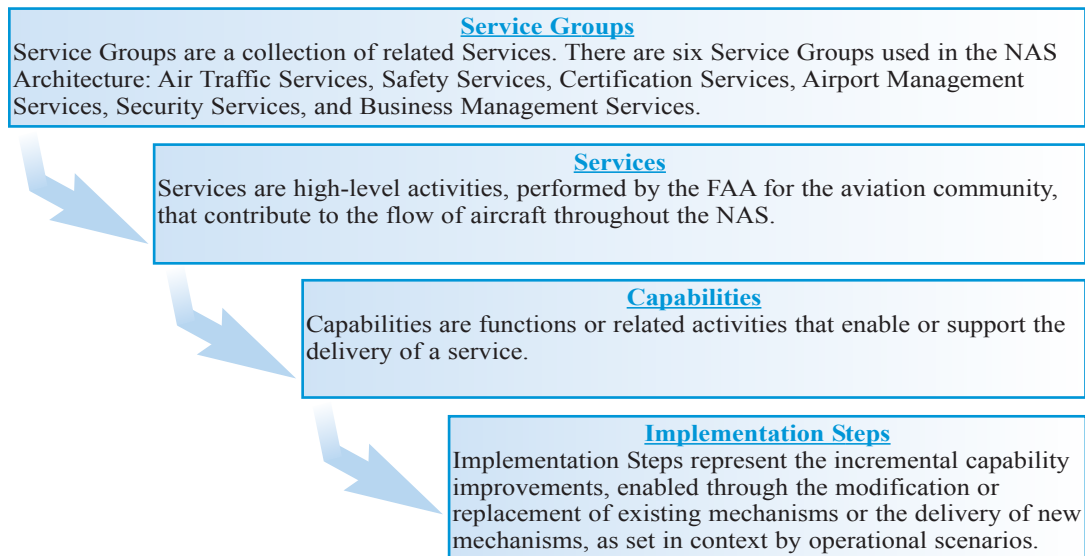 Service Groups
Service Groups are a collection of related Services. There are six Service Groups used in the NAS
Architecture: Air Traffic Services, Safety Services, Certification Services, Airport Management
Services, Security Services, and Business Management Services.
Services
Services are high-level activities, performed by the FAA for the aviation community,
that contribute to the flow of aircraft throughout the NAS.
Capabilities
Capabilities are functions or related activities that enable or support the
delivery of a service.
Implementation Steps
Implementation Steps represent the incremental capability
improvements, enabled through the modification or
replacement of existing mechanisms or the delivery of new
mechanisms, as set in context by operational scenarios.